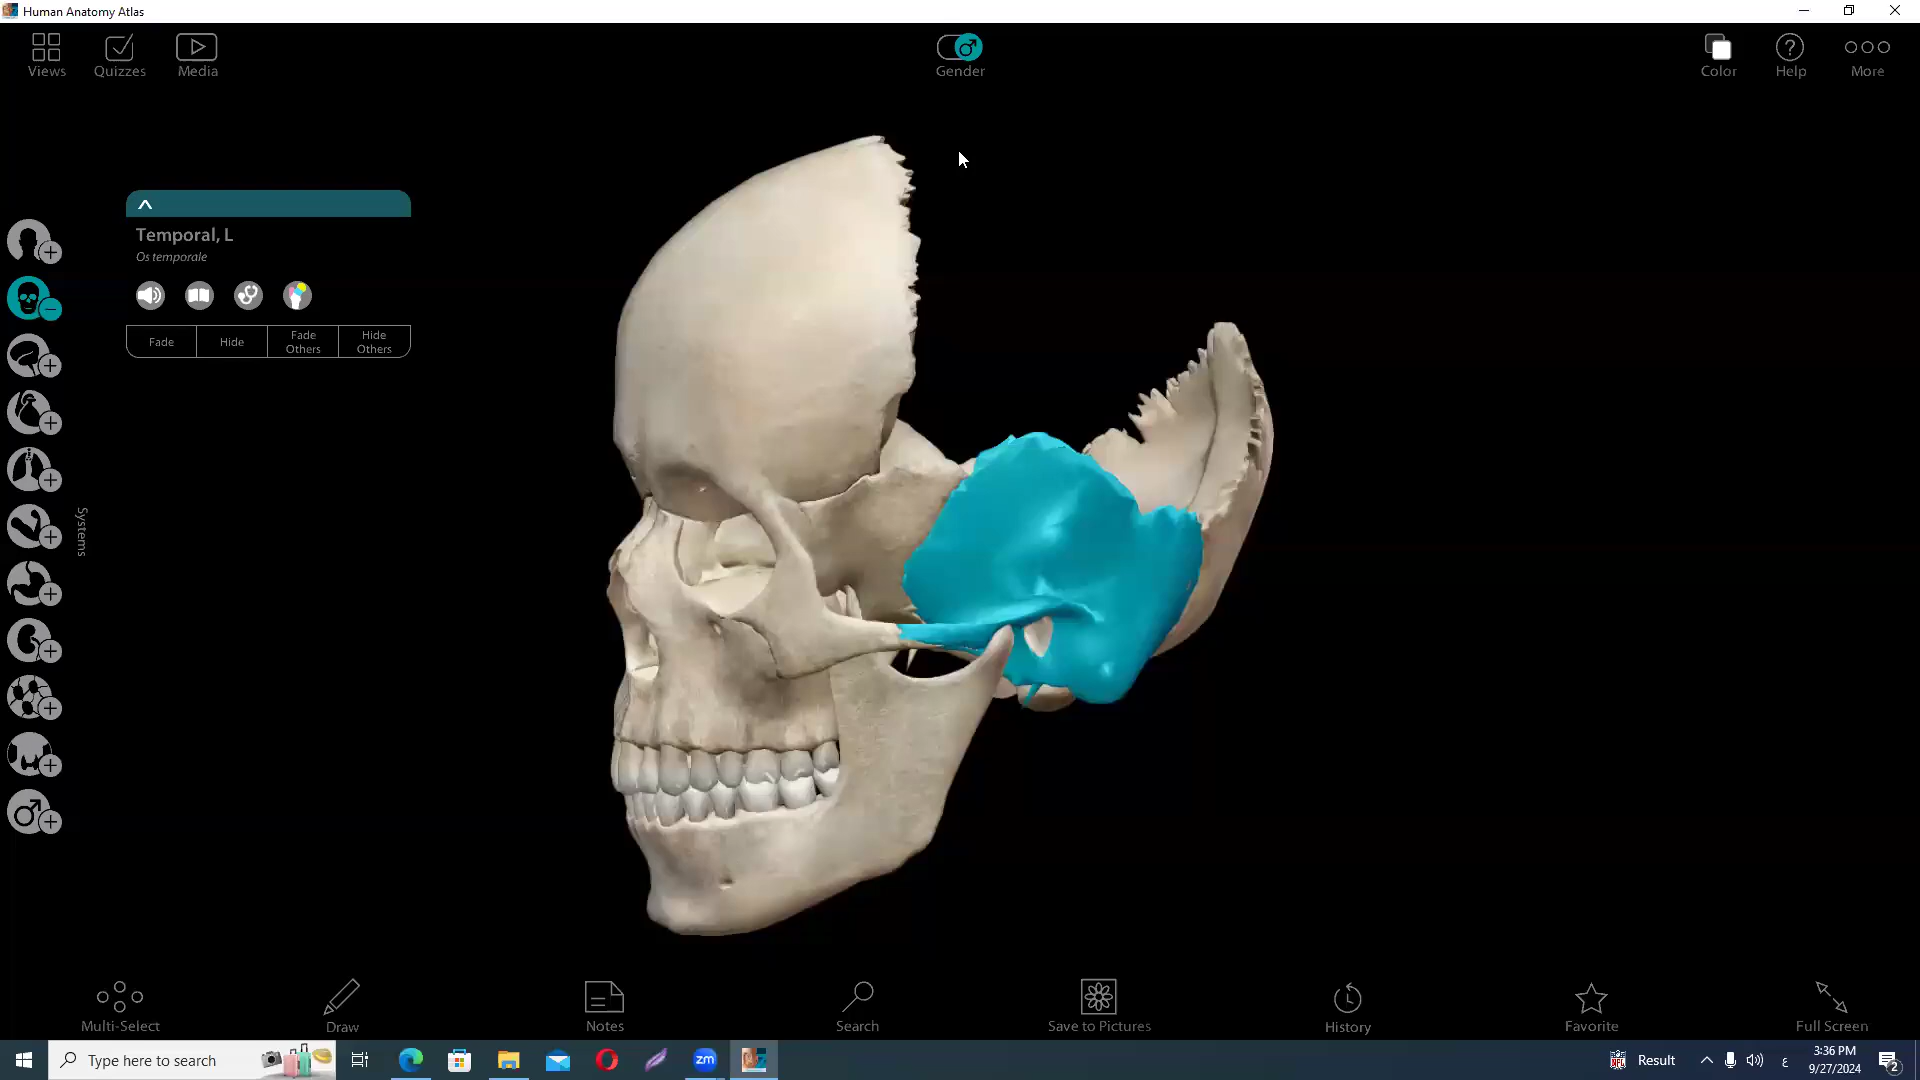 Human Anatomy Atlas
Views
Quizzes
Media
Gender
Color
Help
More
Temporal, L
Os temporale
Fade
Hide
Fade
Others
Hide
Others
Systems
Multi-Select
Draw
Notes
Search
Save to Pictures
History
Favorite
Full Screen
Type here to search
zm
Result
ع
3:36 PM
9/27/2024
2